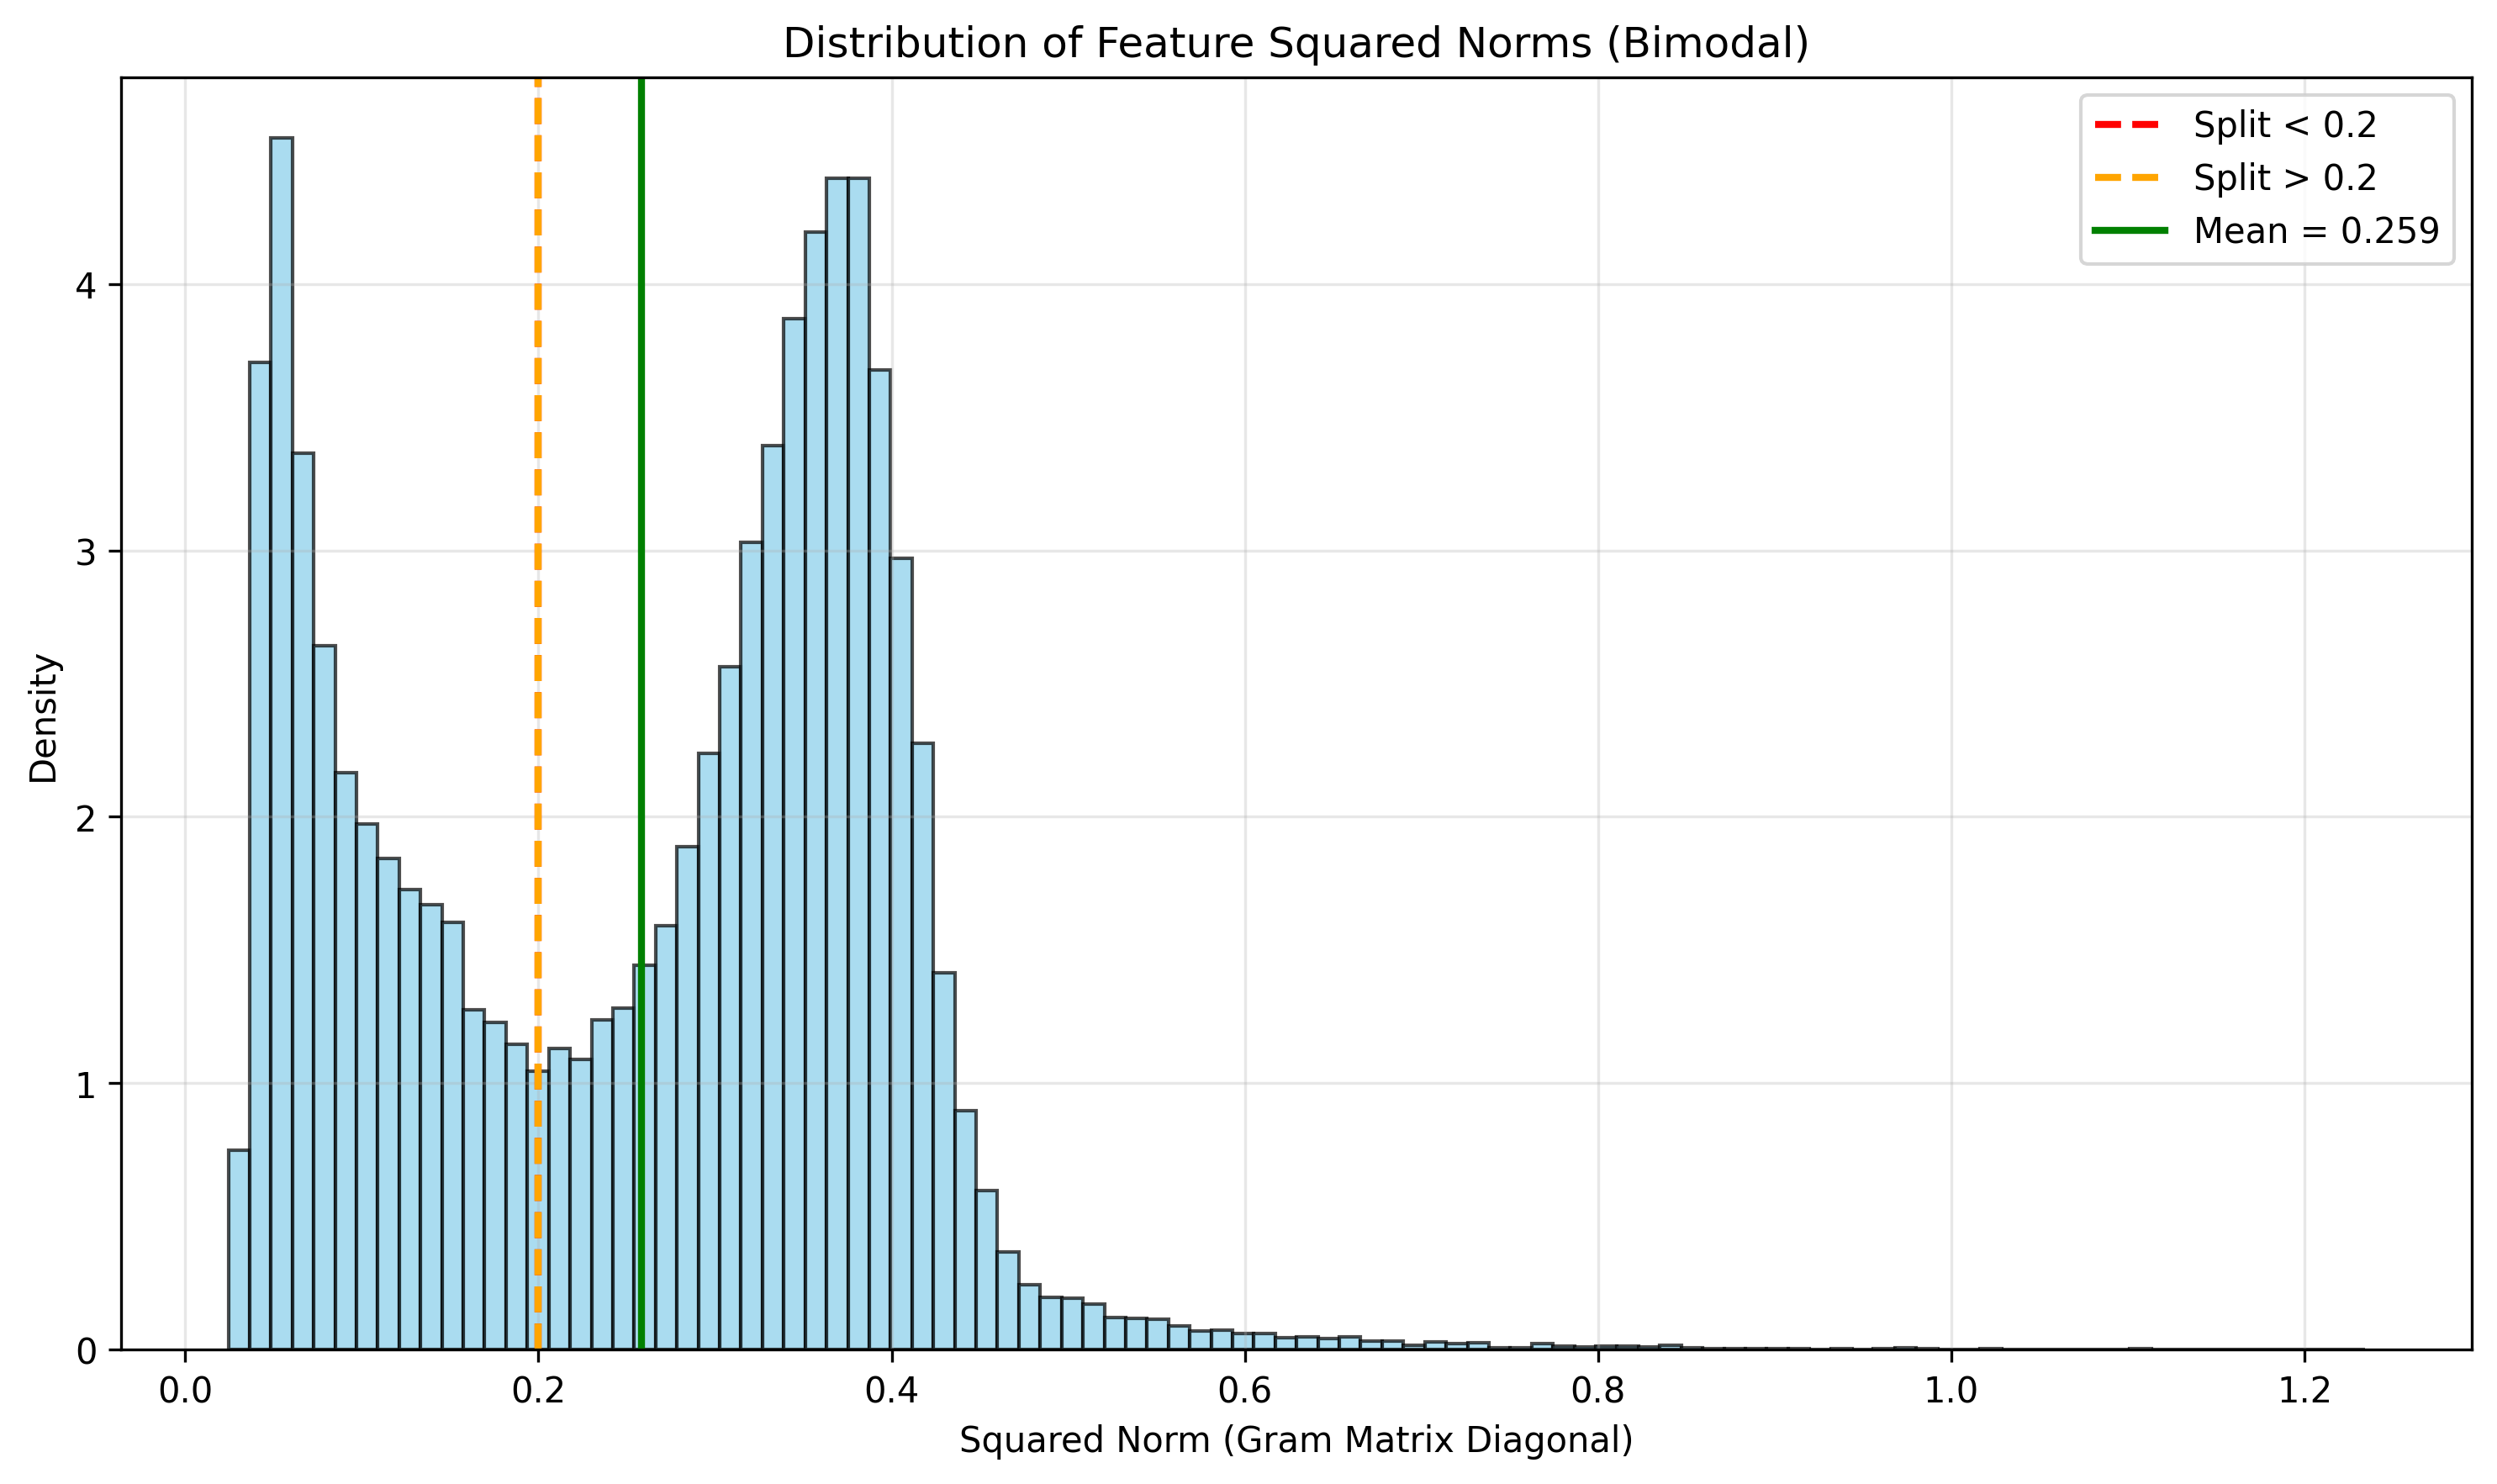 Distribution of Feature Squared Norms (Bimodal)
Split < 0.2
Split > 0.2
Mean = 0.259
Density
4
3
2
1
0
0.0 0.2 0.4 0.6 0.8 1.0 1.2
Squared Norm (Gram Matrix Diagonal)